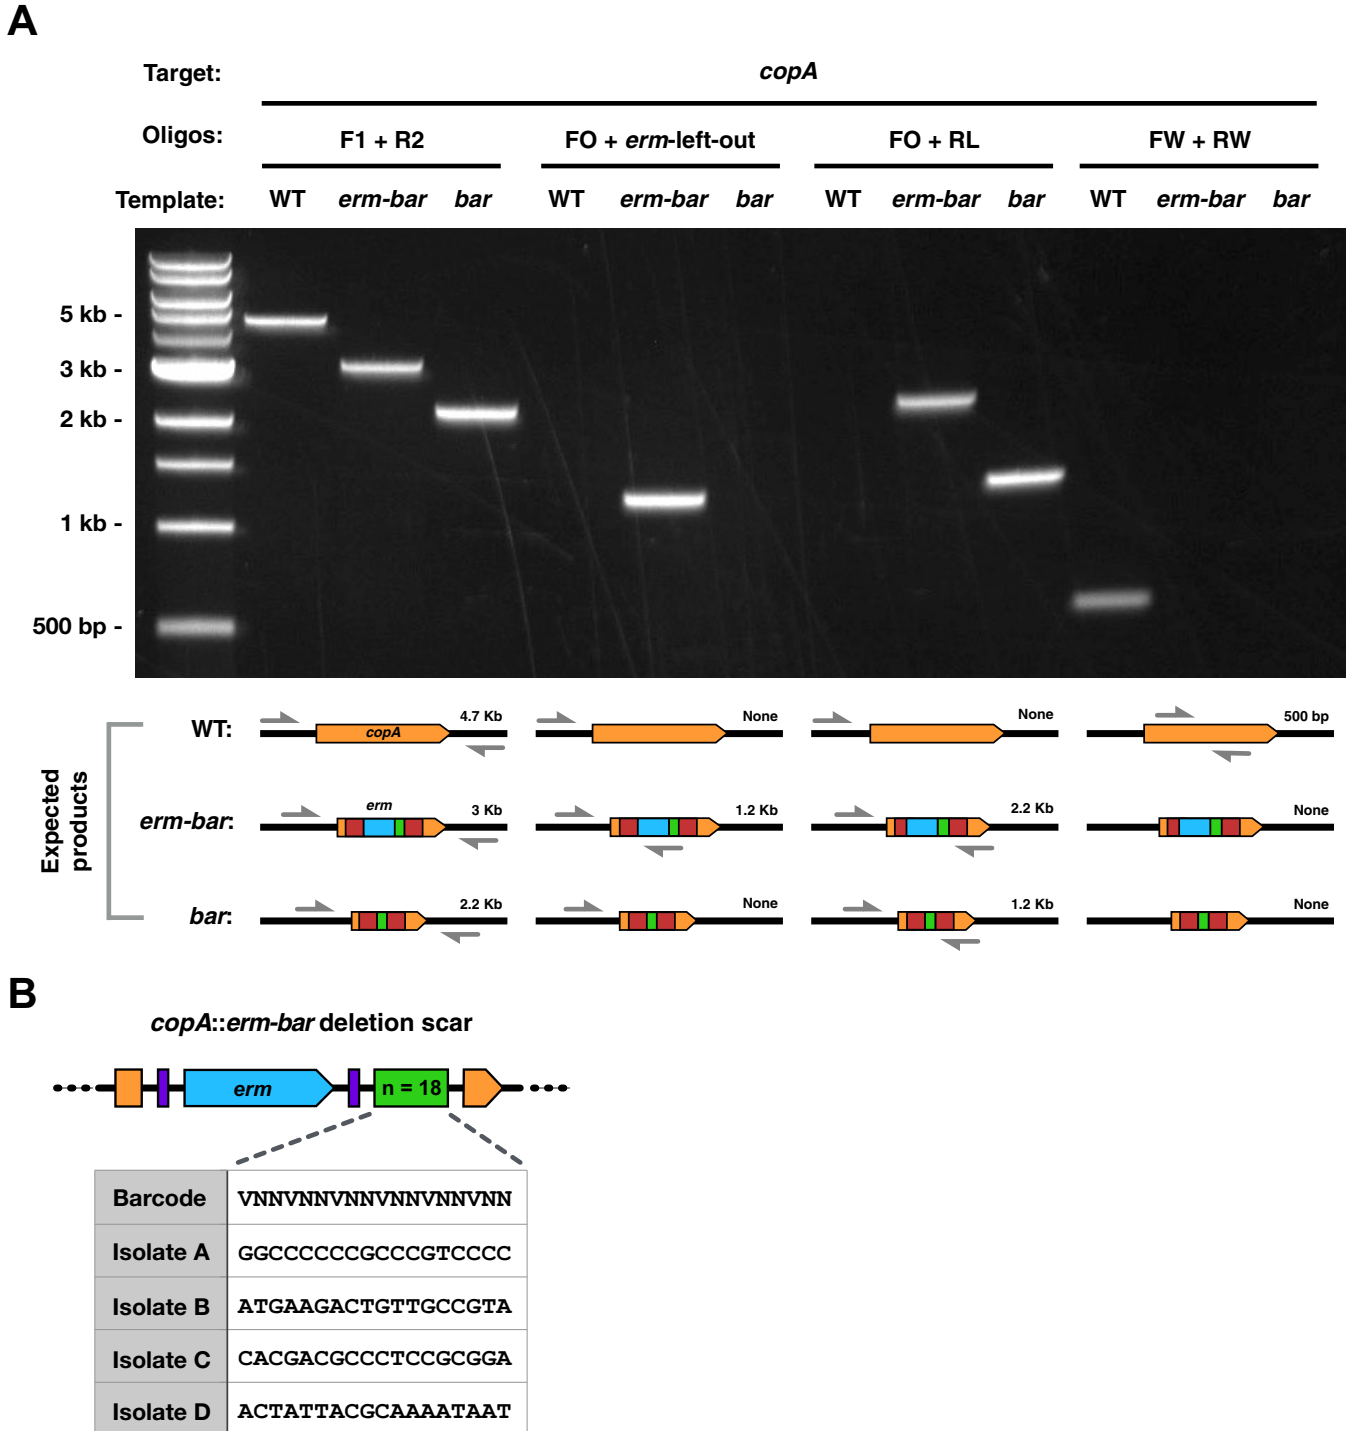 A
Target: copA
Oligos: F1 + R2 FO + erm-left-out FO + RL FW + RW
Template: WT erm-bar bar WT erm-bar bar WT erm-bar bar WT erm-bar bar
5 kb -
3 kb -
2 kb -
1 kb -
500 bp -
Expected products
WT: copA 4.7 Kb None None 500 bp
erm-bar: erm 3 Kb 1.2 Kb 2.2 Kb None
bar: 2.2 Kb None 1.2 Kb None
B
copA::erm-bar deletion scar
erm n = 18
Barcode VNNVNNVNNVNNVNNVNN
Isolate A GGCCCCCCGCCCGTCCCC
Isolate B ATGAAGACTGTTGCCGTA
Isolate C CACGACGCCCTCCGCGGA
Isolate D ACTATTACGCAAAATAAT